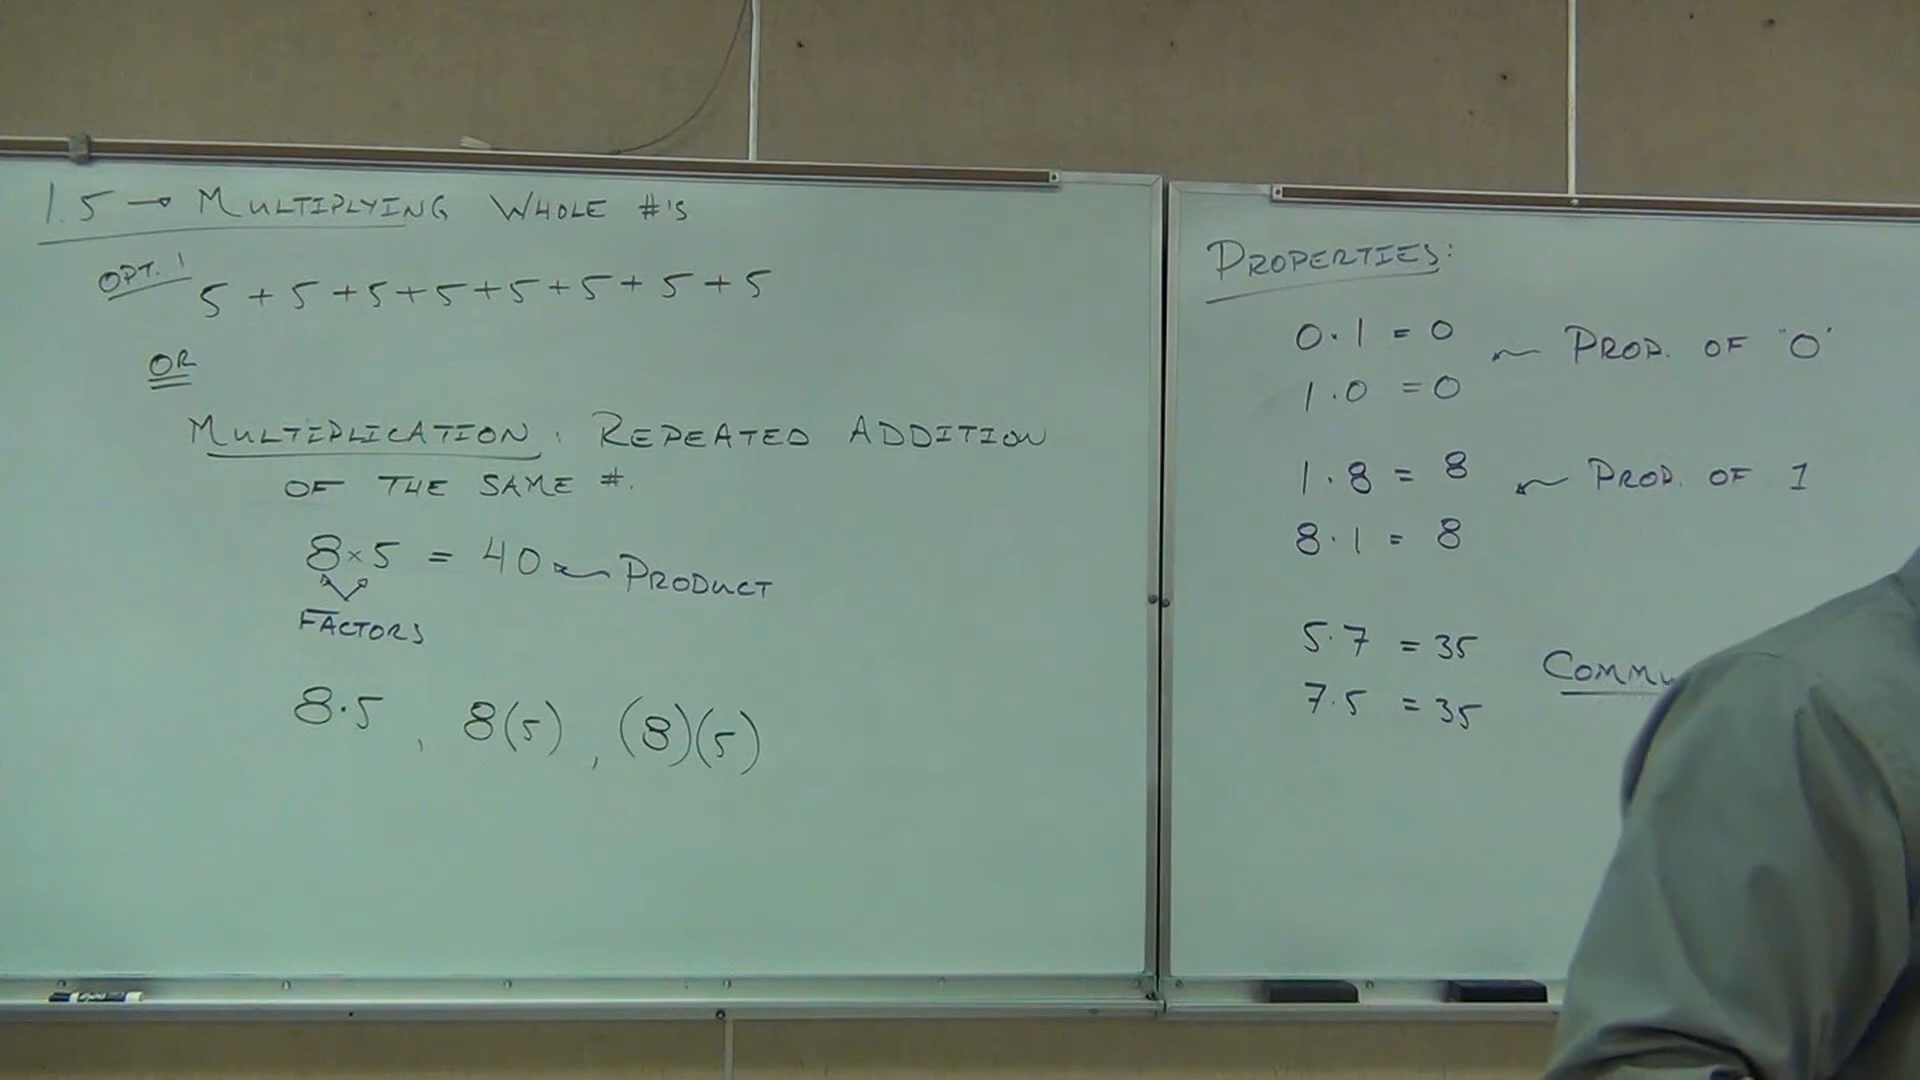 1.5 → MULTIPLYING WHOLE #'S
OPT. 1
5 + 5 + 5 + 5 + 5 + 5 + 5 + 5
OR
MULTIPLICATION: REPEATED ADDITION
OF THE SAME #.
8 × 5 = 40 ← PRODUCT
FACTORS
8·5, 8(5), (8)(5)
PROPERTIES:
0·1 = 0 ← PROP. OF "0"
1·0 = 0
1·8 = 8 ← PROP. OF 1
8·1 = 8
5·7 = 35
COMMU
7·5 = 35